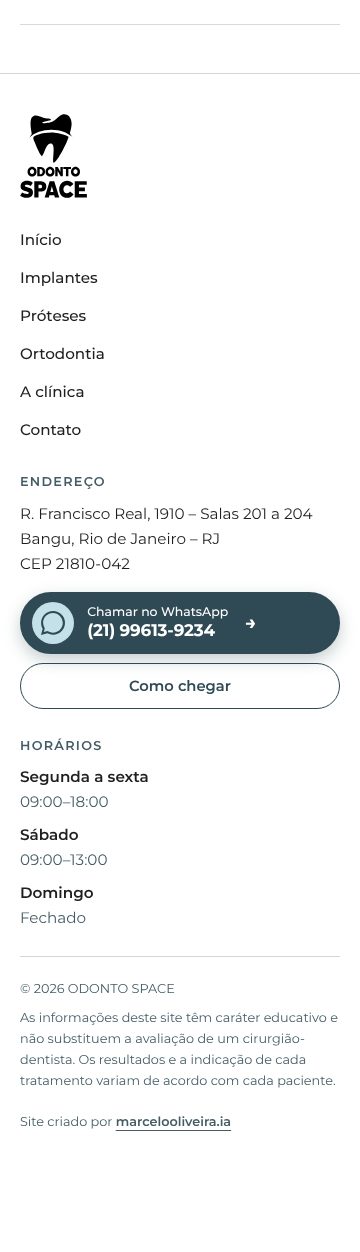 ODONTO
SPACE
Início
Implantes
Próteses
Ortodontia
A clínica
Contato
ENDEREÇO
R. Francisco Real, 1910 – Salas 201 a 204
Bangu, Rio de Janeiro – RJ
CEP 21810-042
Chamar no WhatsApp
(21) 99613-9234 →
Como chegar
HORÁRIOS
Segunda a sexta
09:00–18:00
Sábado
09:00–13:00
Domingo
Fechado
© 2026 ODONTO SPACE
As informações deste site têm caráter educativo e
não substituem a avaliação de um cirurgião-
dentista. Os resultados e a indicação de cada
tratamento variam de acordo com cada paciente.
Site criado por marcelooliveira.ia